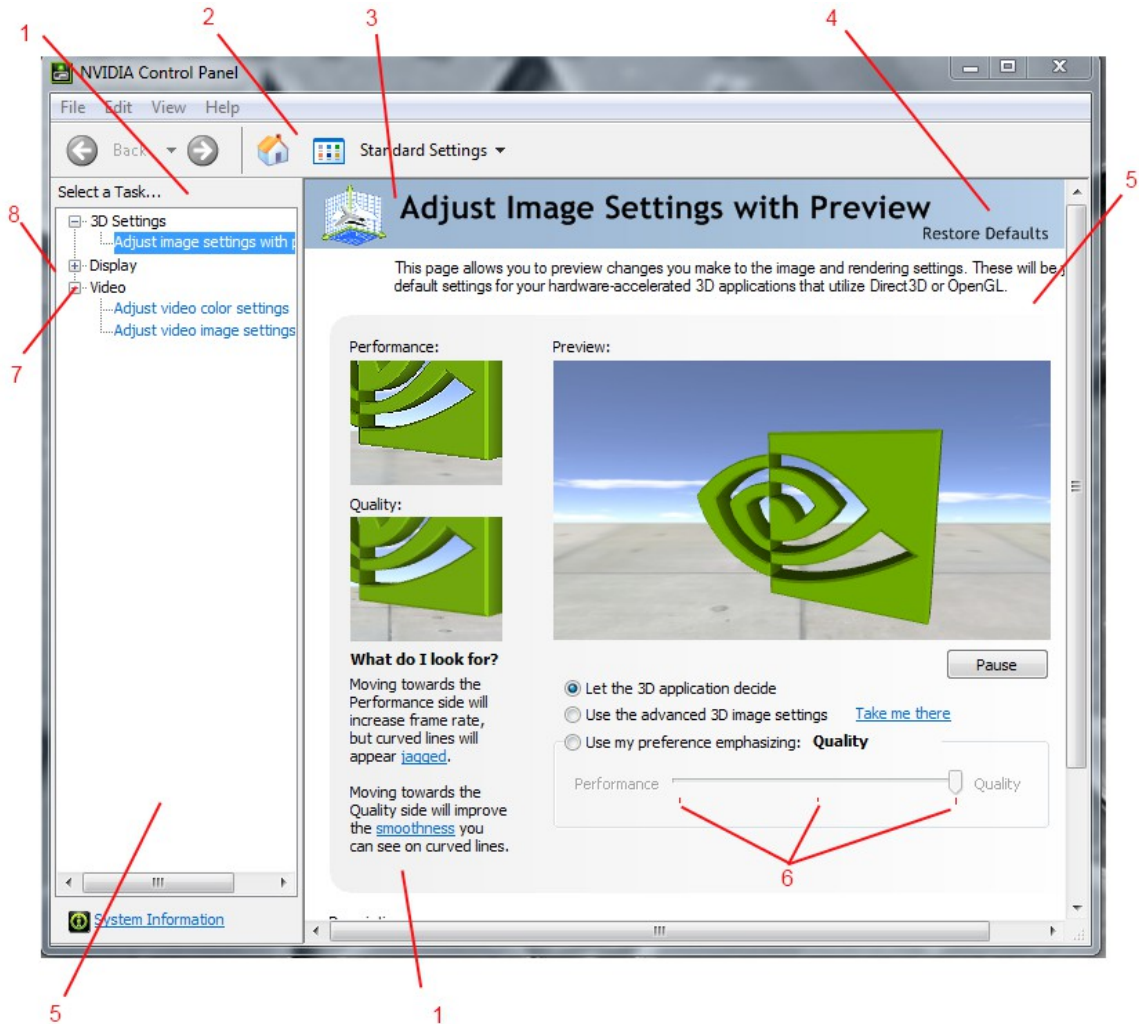 1
2
3
4
NVIDIA Control Panel
File Edit View Help
Back
Standard Settings
Select a Task...
3D Settings
Adjust image settings with p
Display
Video
Adjust video color settings
Adjust video image settings
8
7
5
System Information
Adjust Image Settings with Preview
Restore Defaults
This page allows you to preview changes you make to the image and rendering settings. These will be
default settings for your hardware-accelerated 3D applications that utilize Direct3D or OpenGL.
5
Performance:
Preview:
Quality:
What do I look for?
Moving towards the
Performance side will
increase frame rate,
but curved lines will
appear jagged.
Moving towards the
Quality side will improve
the smoothness you
can see on curved lines.
Pause
Let the 3D application decide
Use the advanced 3D image settings Take me there
Use my preference emphasizing: Quality
Performance Quality
6
1